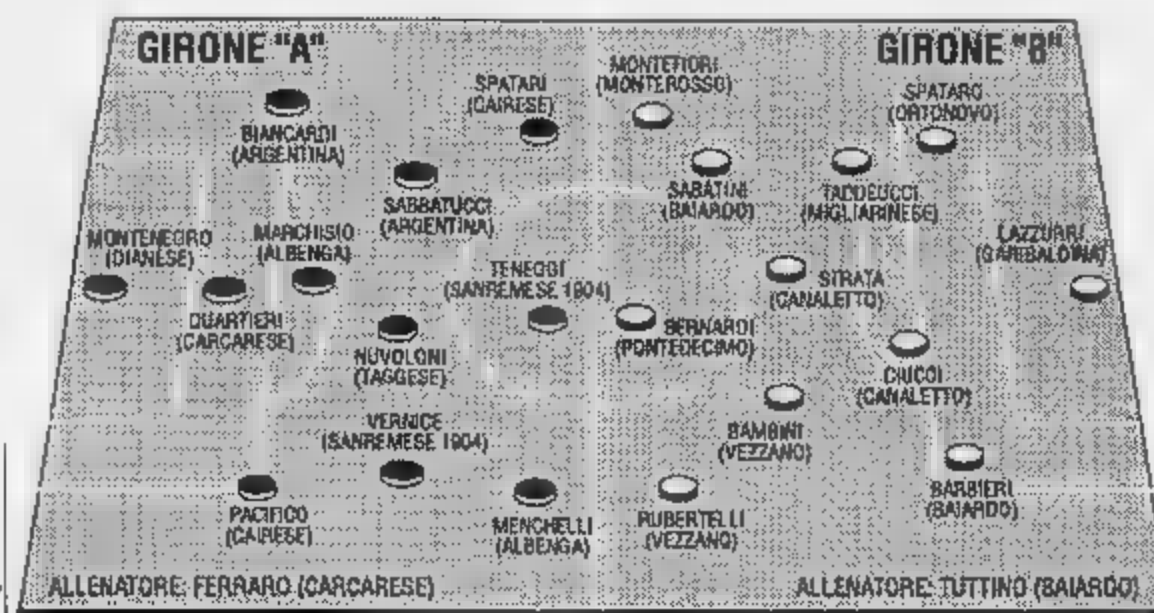 GIRONE "A"
BIANCARDI
(ARGENTINA)
SPATARI
(CAIRESE)
SABBATUCCI
(ARGENTINA)
MONTENEGRO
(DIANESE)
MARCHISIO
(ALBENGA)
QUARTIERI
(CARCARESE)
TENEGGI
(SANREMESE 1904)
NUVOLONI
(TAGGESE)
VERNICE
(SANREMESE 1904)
PACIFICO
(CAIRESE)
MENCHELLI
(ALBENGA)
ALLENATORE: FERRARO (CARCARESE)
GIRONE "B"
MONTEFIORI
(MONTEROSSO)
SPATARO
(ORTONOVO)
SABATINI
(BAIARDO)
TADDEUCCI
(MIGLIARINESE)
LAZZURRI
(GARIBALDINA)
STRATA
(CANALETTO)
BERNARDI
(PONTEDECIMO)
CIUCCI
(CANALETTO)
BAMBINI
(VEZZANO)
BARBIERI
(BAIARDO)
RUBERTELLI
(VEZZANO)
ALLENATORE: TUTTINO (BAIARDO)